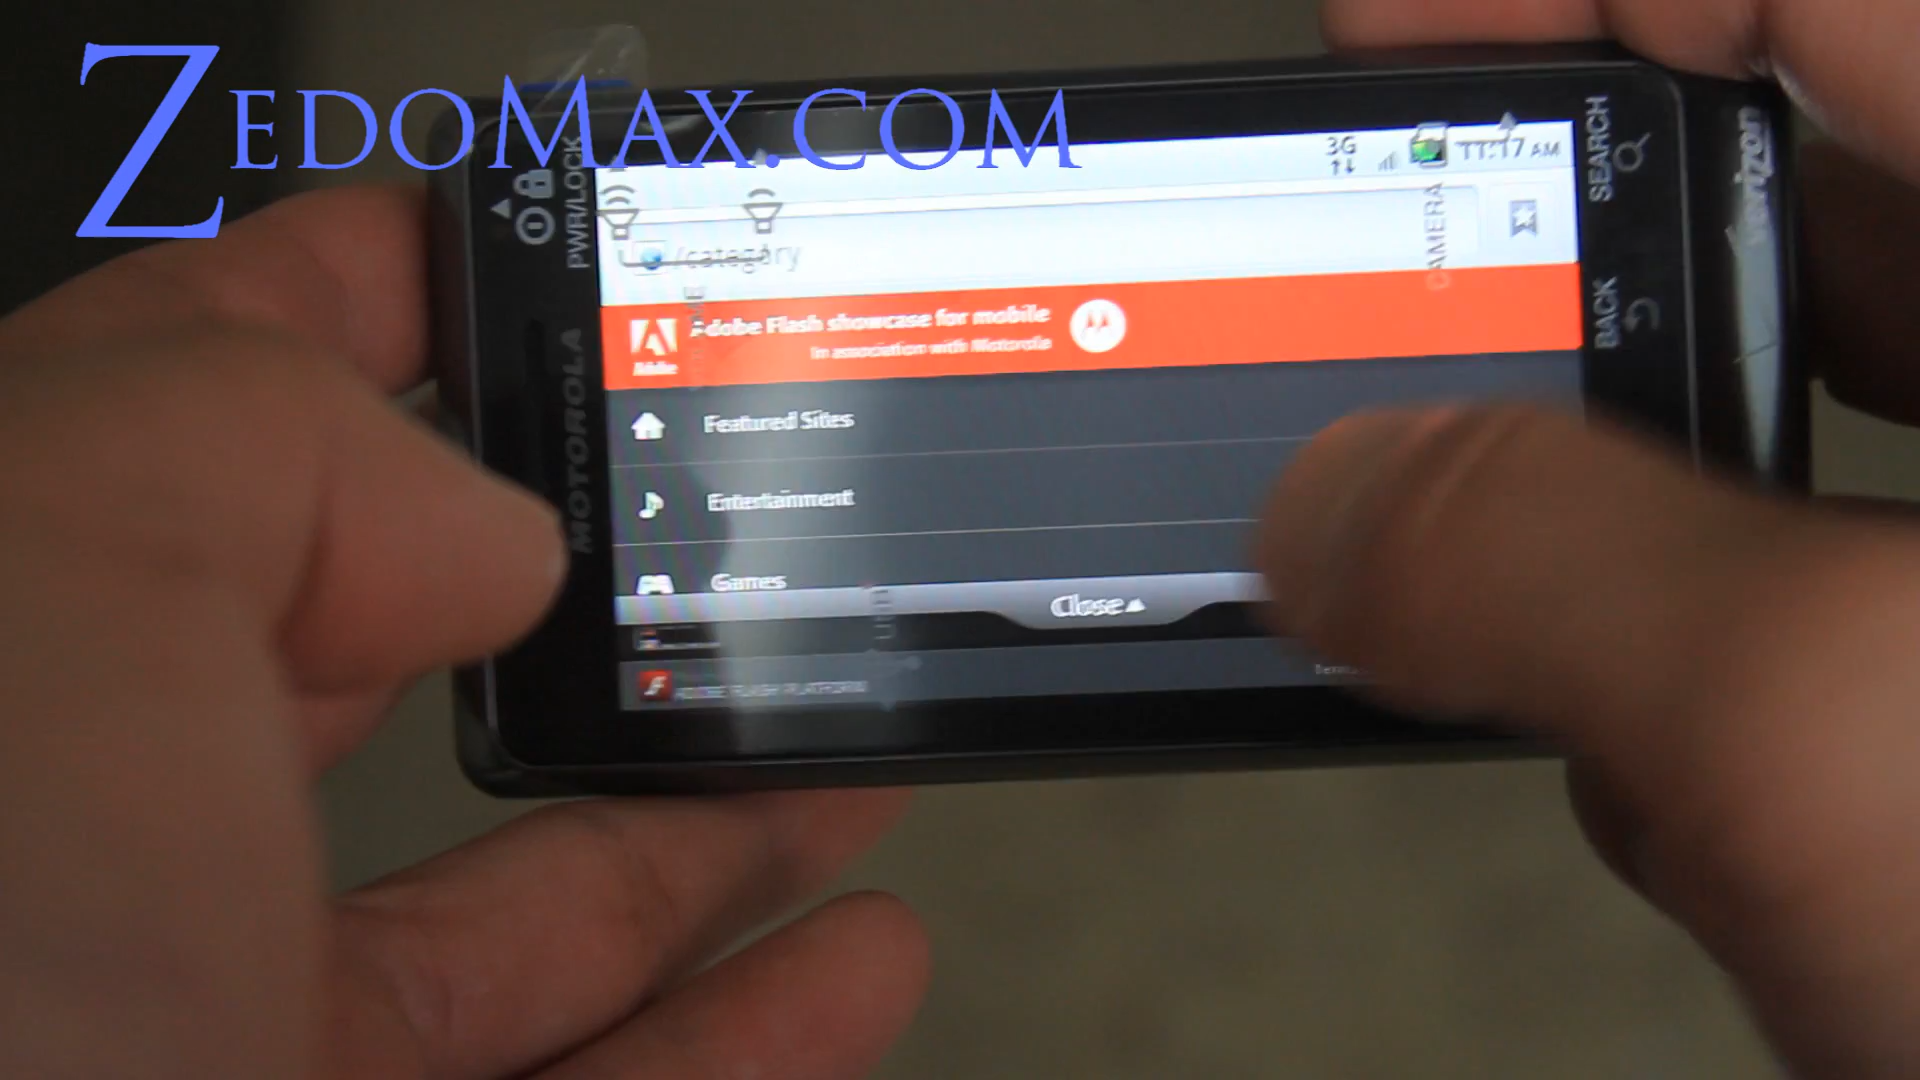 ZEDOMAX.COM
PWR/LOCK
MOTOROLA
3G
11:17 AM
/category
CAMERA
SEARCH
BACK
verizon
Adobe Flash showcase for mobile
In association with Motorola
Adobe
Featured Sites
Entertainment
Games
Close
ADOBE FLASH PLATFORM